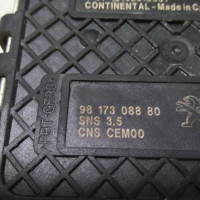 CONTINENTAL - Made in C
98 173 088 80
SNS 3.5
CNS CEM00